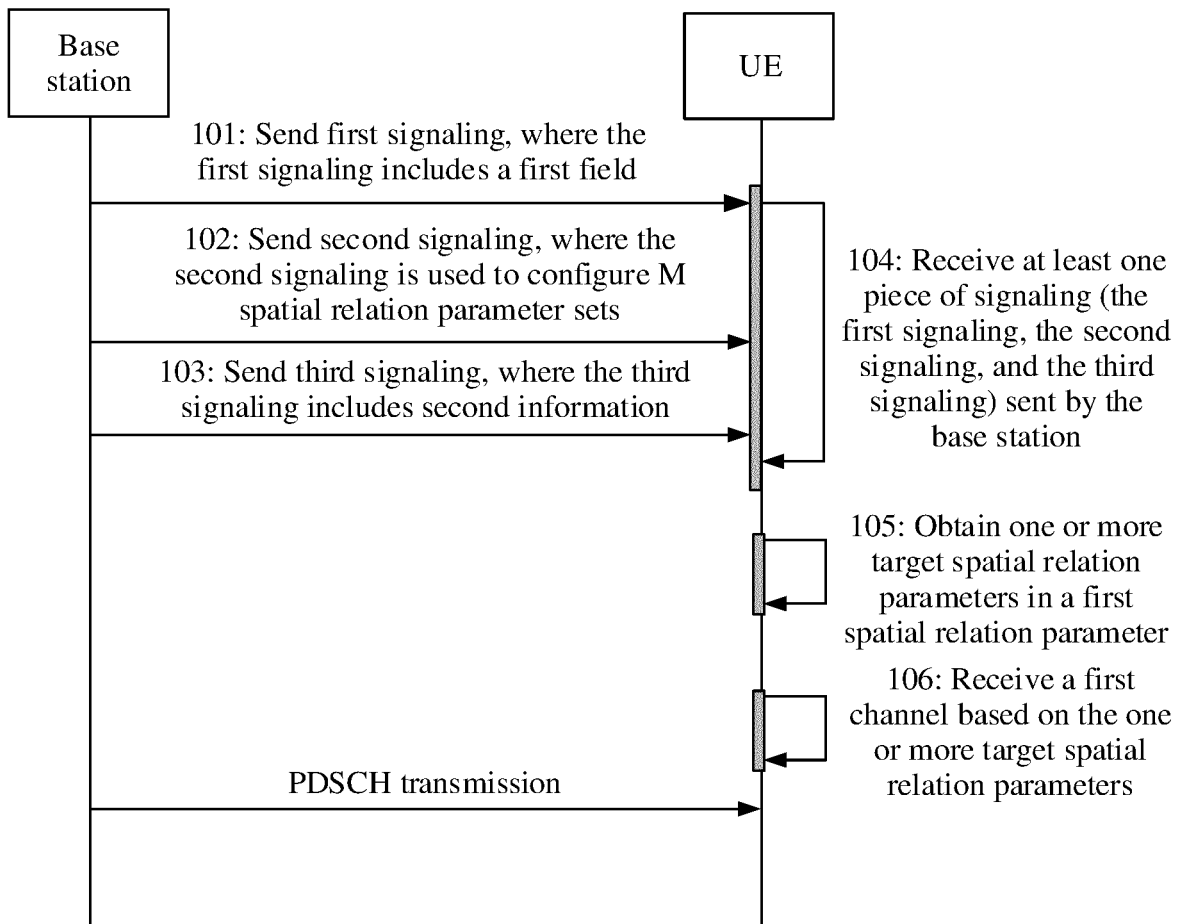 Base
station
UE
101: Send first signaling, where the
first signaling includes a first field
102: Send second signaling, where the
second signaling is used to configure M
spatial relation parameter sets
103: Send third signaling, where the third
signaling includes second information
104: Receive at least one
piece of signaling (the
first signaling, the second
signaling, and the third
signaling) sent by the
base station
105: Obtain one or more
target spatial relation
parameters in a first
spatial relation parameter
106: Receive a first
channel based on the one
or more target spatial
relation parameters
PDSCH transmission